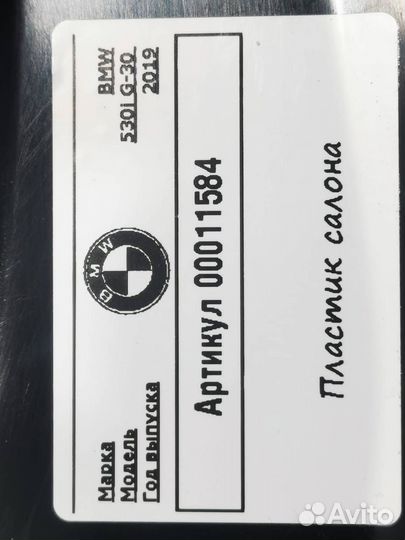 Марка BMW
Модель 530i G-30
Год выпуска 2019
BMW
Артикул 00011584
Пластик салона
Avito